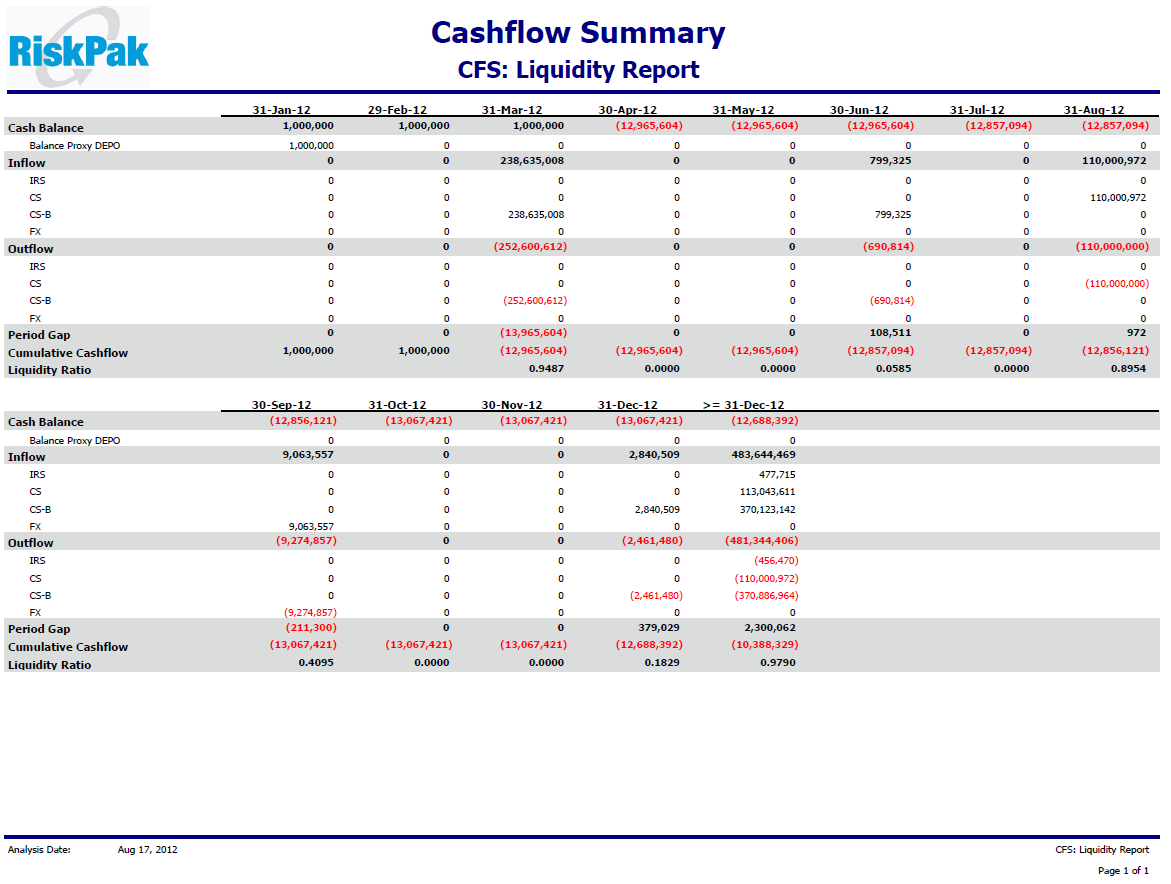 RiskPak
Cashflow Summary
CFS: Liquidity Report
31-Jan-12 29-Feb-12 31-Mar-12 30-Apr-12 31-May-12 30-Jun-12 31-Jul-12 31-Aug-12
Cash Balance 1,000,000 1,000,000 1,000,000 (12,965,604) (12,965,604) (12,965,604) (12,857,094) (12,857,094)
Balance Proxy DEPO 1,000,000 0 0 0 0 0 0 0
Inflow 0 0 238,635,008 0 0 799,325 0 110,000,972
IRS 0 0 0 0 0 0 0 0
CS 0 0 0 0 0 0 0 110,000,972
CS-B 0 0 238,635,008 0 0 799,325 0 0
FX 0 0 0 0 0 0 0 0
Outflow 0 0 (252,600,612) 0 0 (690,814) 0 (110,000,000)
IRS 0 0 0 0 0 0 0 0
CS 0 0 0 0 0 0 0 (110,000,000)
CS-B 0 0 (252,600,612) 0 0 (690,814) 0 0
FX 0 0 0 0 0 0 0 0
Period Gap 0 0 (13,965,604) 0 0 108,511 0 972
Cumulative Cashflow 1,000,000 1,000,000 (12,965,604) (12,965,604) (12,965,604) (12,857,094) (12,857,094) (12,856,121)
Liquidity Ratio 0.9487 0.0000 0.0000 0.0585 0.0000 0.8954
30-Sep-12 31-Oct-12 30-Nov-12 31-Dec-12 >= 31-Dec-12
Cash Balance (12,856,121) (13,067,421) (13,067,421) (13,067,421) (12,688,392)
Balance Proxy DEPO 0 0 0 0 0
Inflow 9,063,557 0 0 2,840,509 483,644,469
IRS 0 0 0 0 477,715
CS 0 0 0 0 113,043,611
CS-B 0 0 0 2,840,509 370,123,142
FX 9,063,557 0 0 0 0
Outflow (9,274,857) 0 0 (2,461,480) (481,344,406)
IRS 0 0 0 0 (456,470)
CS 0 0 0 0 (110,000,972)
CS-B 0 0 0 (2,461,480) (370,886,964)
FX (9,274,857) 0 0 0 0
Period Gap (211,300) 0 0 379,029 2,300,062
Cumulative Cashflow (13,067,421) (13,067,421) (13,067,421) (12,688,392) (10,388,329)
Liquidity Ratio 0.4095 0.0000 0.0000 0.1829 0.9790
Analysis Date: Aug 17, 2012 CFS: Liquidity Report
Page 1 of 1